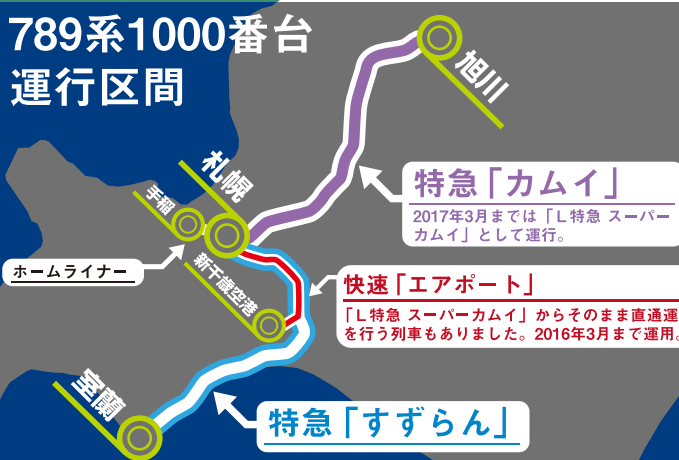 789系1000番台
運行区間
旭川
札幌
手稲
ホームライナー
新千歳空港
室蘭
特急「カムイ」
2017年3月までは「L特急 スーパー
カムイ」として運行。
快速「エアポート」
「L特急 スーパーカムイ」からそのまま直通運
を行う列車もありました。2016年3月まで運用。
特急「すずらん」